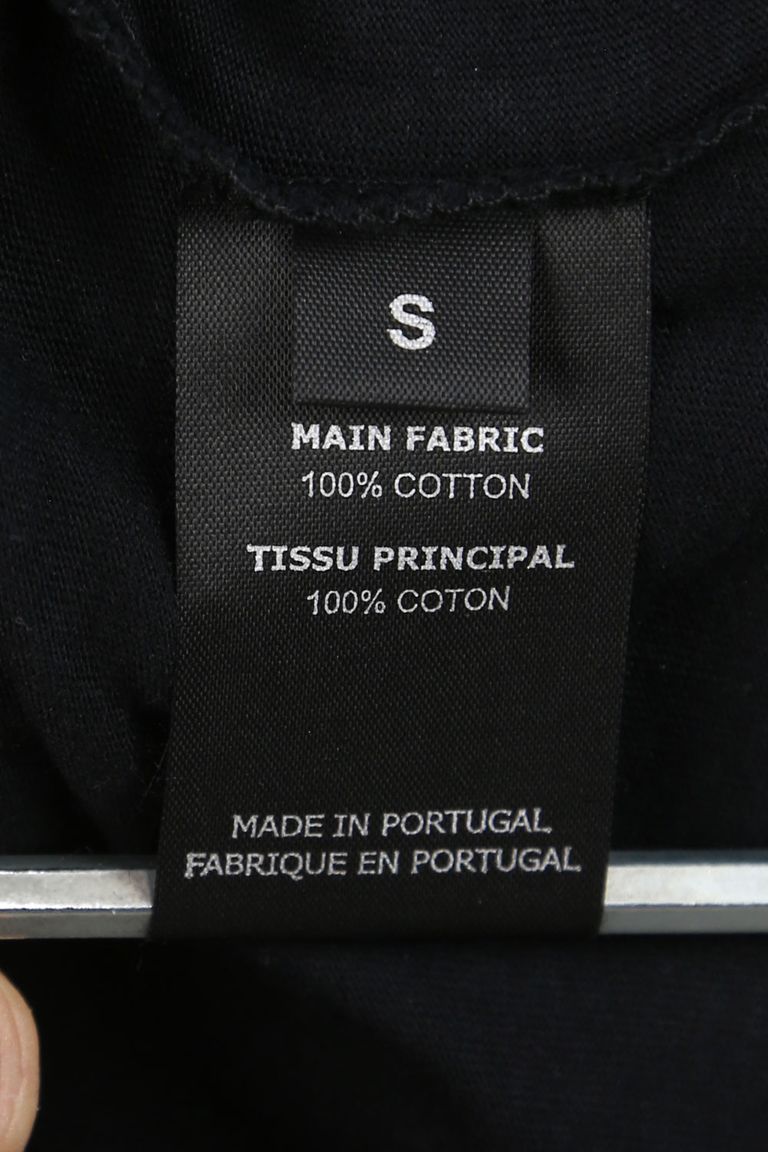 S
MAIN FABRIC
100% COTTON
TISSU PRINCIPAL
100% COTON
MADE IN PORTUGAL
FABRIQUE EN PORTUGAL